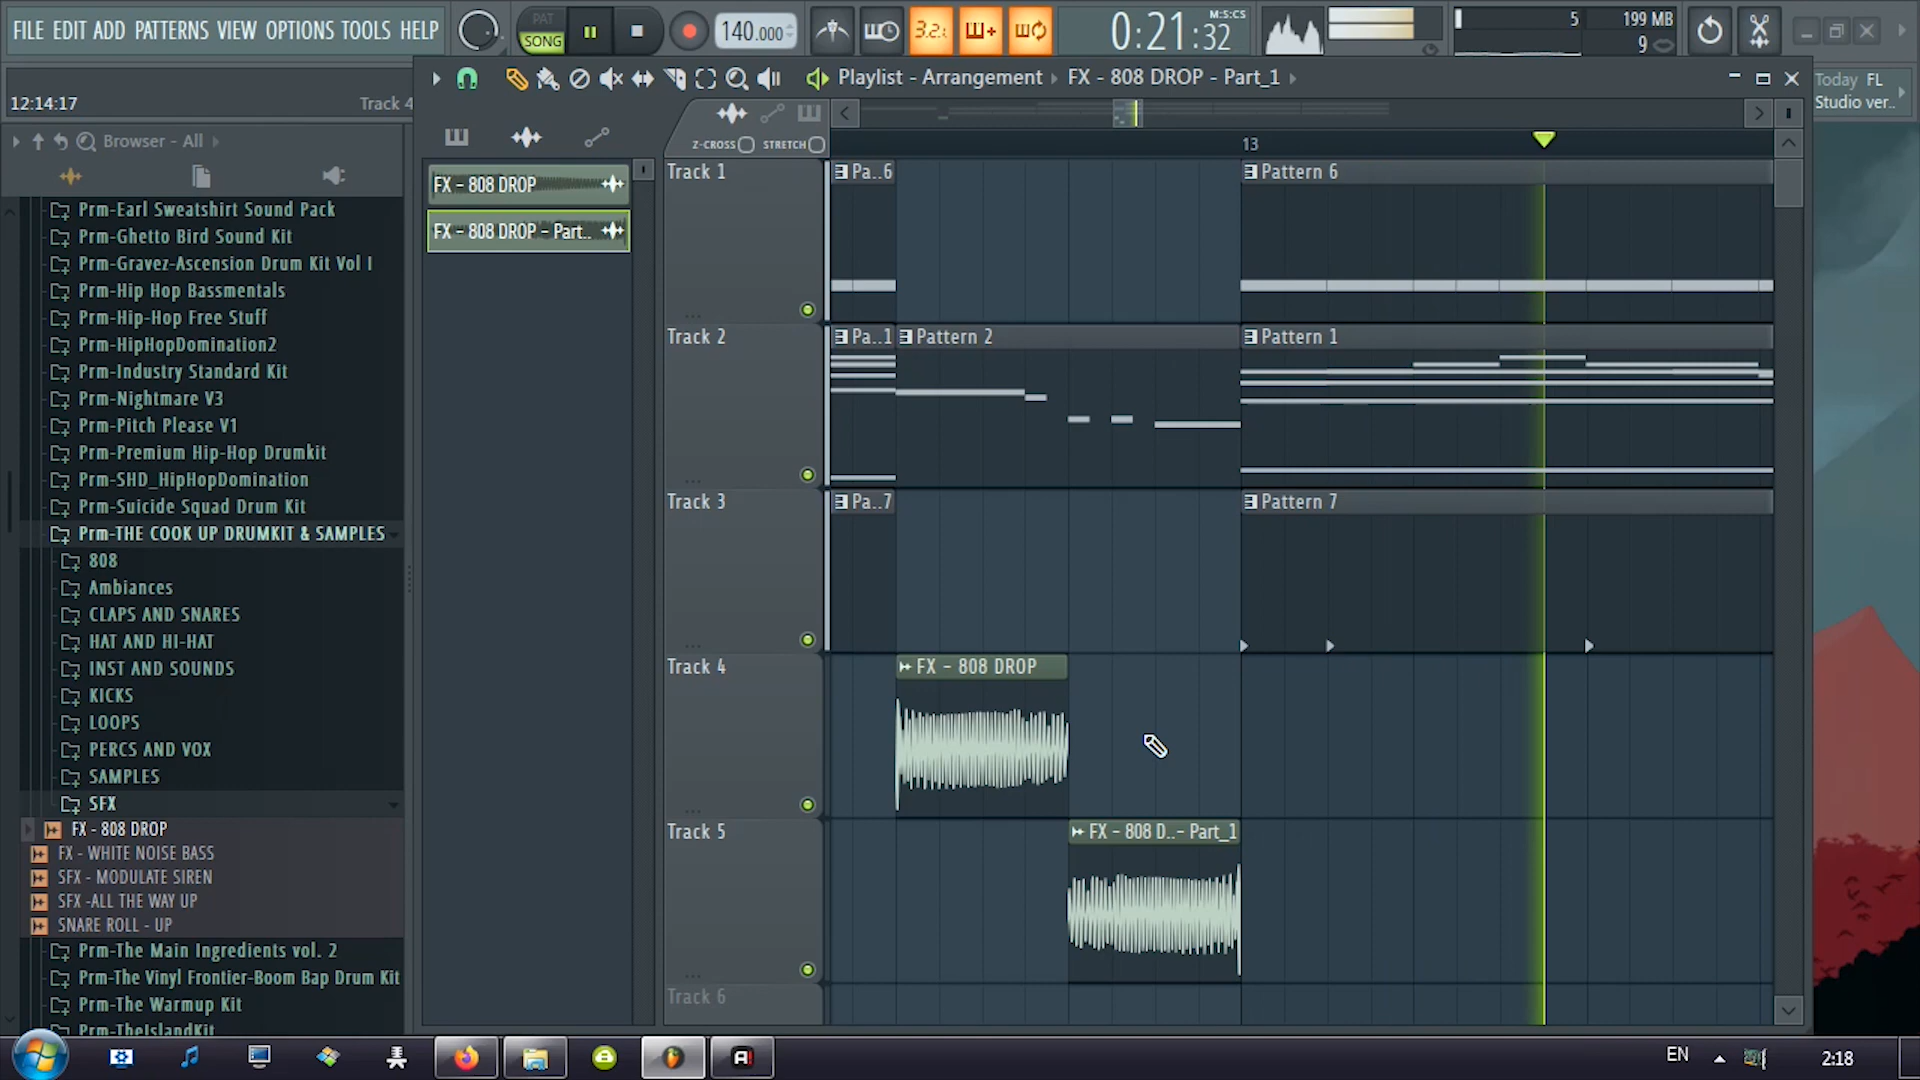 FILE EDIT ADD PATTERNS VIEW OPTIONS TOOLS HELP
PAT
SONG
140.000
3.2.
0:21:32
M:S:CS
5
199 MB
9
12:14:17
Track 4
Playlist - Arrangement
FX - 808 DROP - Part_1
Today FL
Studio ver..
Browser - All
Z-CROSS
STRETCH
13
FX - 808 DROP
FX - 808 DROP - Part..
Prm-Earl Sweatshirt Sound Pack
Prm-Ghetto Bird Sound Kit
Prm-Gravez-Ascension Drum Kit Vol I
Prm-Hip Hop Bassmentals
Prm-Hip-Hop Free Stuff
Prm-HipHopDomination2
Prm-Industry Standard Kit
Prm-Nightmare V3
Prm-Pitch Please V1
Prm-Premium Hip-Hop Drumkit
Prm-SHD_HipHopDomination
Prm-Suicide Squad Drum Kit
Prm-THE COOK UP DRUMKIT & SAMPLES
808
Ambiances
CLAPS AND SNARES
HAT AND HI-HAT
INST AND SOUNDS
KICKS
LOOPS
PERCS AND VOX
SAMPLES
SFX
FX - 808 DROP
FX - WHITE NOISE BASS
SFX - MODULATE SIREN
SFX -ALL THE WAY UP
SNARE ROLL - UP
Prm-The Main Ingredients vol. 2
Prm-The Vinyl Frontier-Boom Bap Drum Kit
Prm-The Warmup Kit
Prm-TheIslandKit
Track 1
Pa..6
Pattern 6
Track 2
Pa..1
Pattern 2
Pattern 1
Track 3
Pa..7
Pattern 7
Track 4
FX - 808 DROP
Track 5
FX - 808 D..- Part_1
Track 6
EN
2:18